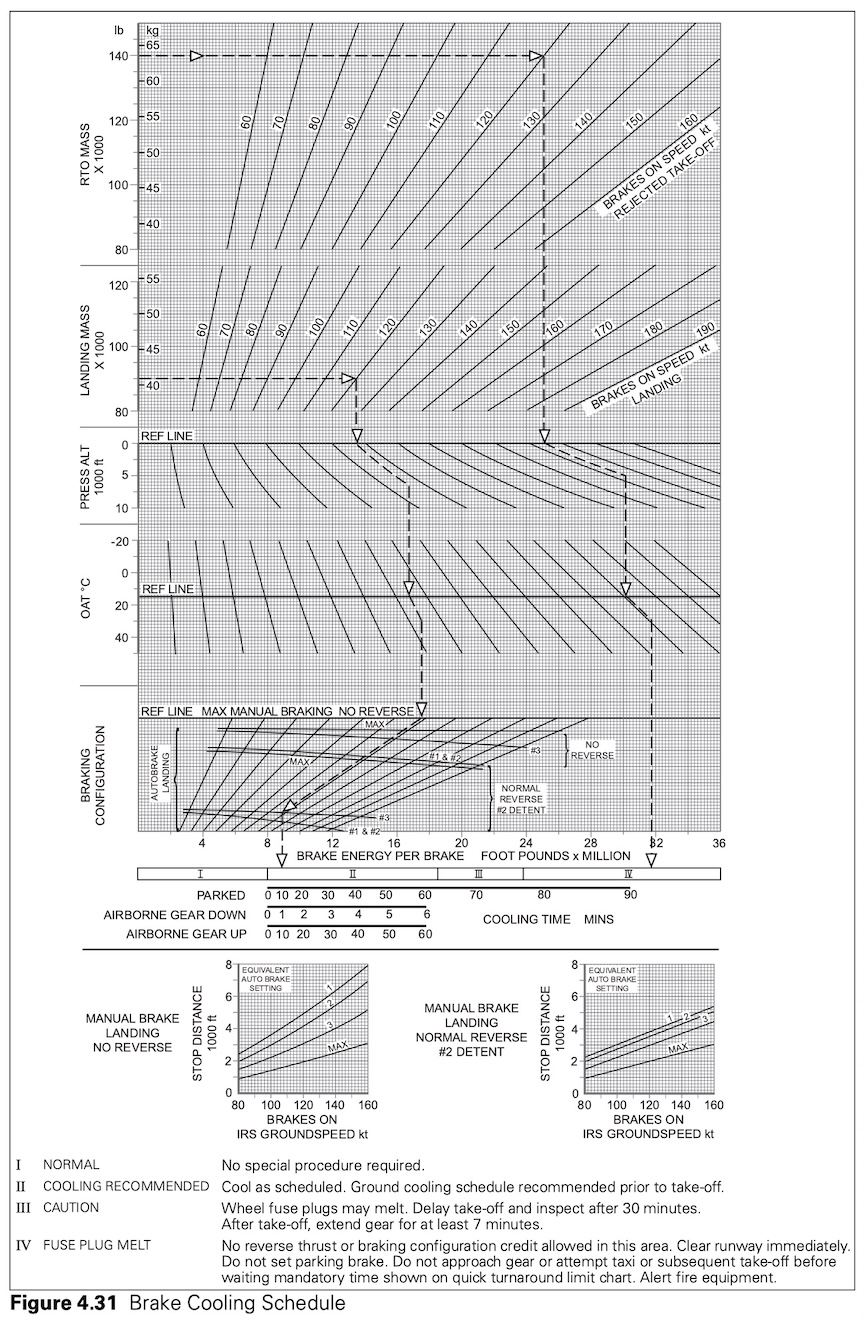 lb kg
65
140
60
55
120
50
100
45
40
80
RTO MASS
X 1000
60 70 80 90 100 110 120 130 140 150 160
BRAKES ON SPEED kt
REJECTED TAKE-OFF
55
120
50
45
100
40
80
LANDING MASS
X 1000
60 70 80 90 100 110 120 130 140 150 160 170 180 190
BRAKES ON SPEED kt
LANDING
REF LINE
0
5
10
PRESS ALT
1000 ft
-20
0
REF LINE
20
40
OAT °C
REF LINE MAX MANUAL BRAKING NO REVERSE
BRAKING
CONFIGURATION
AUTOBRAKE
LANDING
MAX
#1 & #2
#3
NO
REVERSE
MAX
NORMAL
REVERSE
#2 DETENT
#3
#1 & #2
4 8 12 16 20 24 28 32 36
BRAKE ENERGY PER BRAKE FOOT POUNDS x MILLION
I II III IV
PARKED 0 10 20 30 40 50 60 70 80 90
AIRBORNE GEAR DOWN 0 1 2 3 4 5 6 COOLING TIME MINS
AIRBORNE GEAR UP 0 10 20 30 40 50 60
MANUAL BRAKE
LANDING
NO REVERSE
STOP DISTANCE
1000 ft
8
6
4
2
0
EQUIVALENT
AUTO BRAKE
SETTING
1
2
3
MAX
80 100 120 140 160
BRAKES ON
IRS GROUNDSPEED kt
MANUAL BRAKE
LANDING
NORMAL REVERSE
#2 DETENT
STOP DISTANCE
1000 ft
8
6
4
2
0
EQUIVALENT
AUTO BRAKE
SETTING
1 2 3
MAX
80 100 120 140 160
BRAKES ON
IRS GROUNDSPEED kt
I NORMAL No special procedure required.
II COOLING RECOMMENDED Cool as scheduled. Ground cooling schedule recommended prior to take-off.
III CAUTION Wheel fuse plugs may melt. Delay take-off and inspect after 30 minutes.
After take-off, extend gear for at least 7 minutes.
IV FUSE PLUG MELT No reverse thrust or braking configuration credit allowed in this area. Clear runway immediately.
Do not set parking brake. Do not approach gear or attempt taxi or subsequent take-off before
waiting mandatory time shown on quick turnaround limit chart. Alert fire equipment.
Figure 4.31 Brake Cooling Schedule